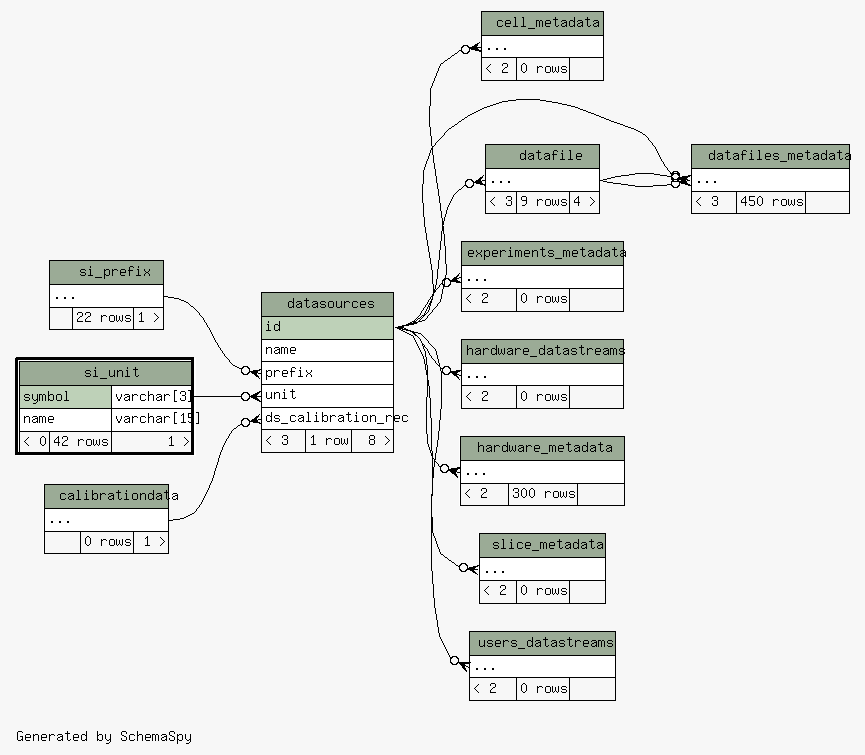 cell_metadata
...
< 2 0 rows
datafile
...
< 3 9 rows 4 >
datafiles_metadata
...
< 3 450 rows
experiments_metadata
...
< 2 0 rows
si_prefix
...
22 rows 1 >
datasources
id
name
prefix
unit
ds_calibration_rec
< 3 1 row 8 >
hardware_datastreams
...
< 2 0 rows
si_unit
symbol varchar[3]
name varchar[15]
< 0 42 rows 1 >
hardware_metadata
...
< 2 300 rows
calibrationdata
...
0 rows 1 >
slice_metadata
...
< 2 0 rows
users_datastreams
...
< 2 0 rows
Generated by SchemaSpy